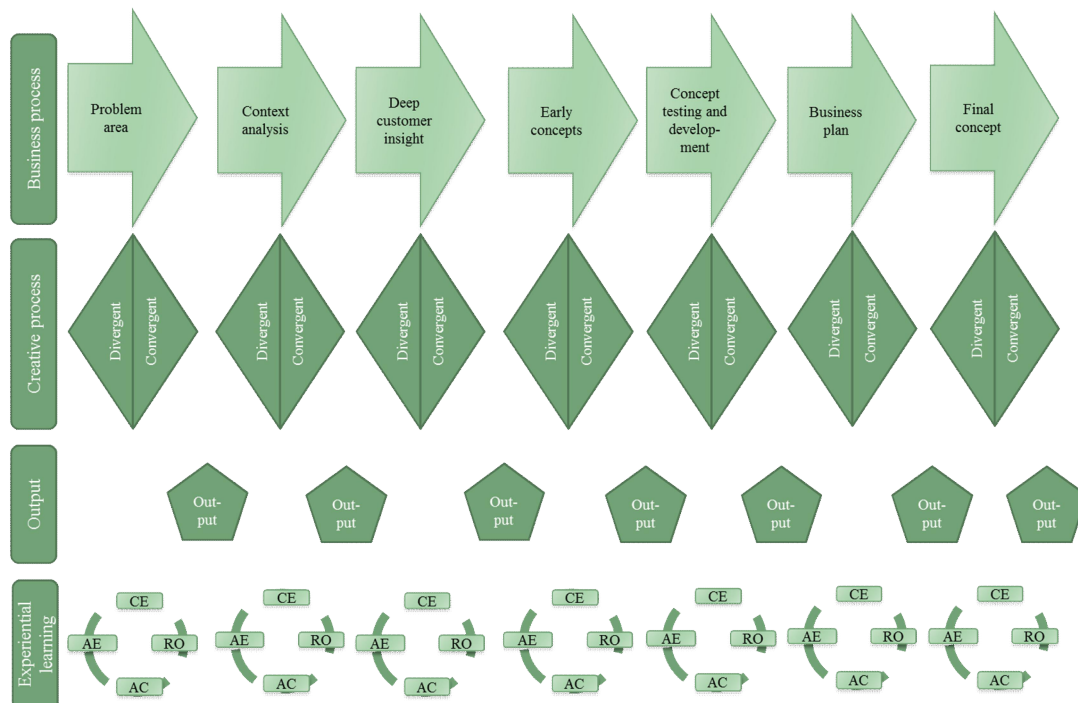 Business process
Problem
area
Context
analysis
Deep
customer
insight
Early
concepts
Concept
testing and
develop-
ment
Business
plan
Final
concept
Creative process
Divergent
Convergent
Divergent
Convergent
Divergent
Convergent
Divergent
Convergent
Divergent
Convergent
Divergent
Convergent
Divergent
Convergent
Output
Out-
put
Out-
put
Out-
put
Out-
put
Out-
put
Out-
put
Out-
put
Experiential
learning
CE
AE
RO
AC
CE
AE
RO
AC
CE
AE
RO
AC
CE
AE
RO
AC
CE
AE
RO
AC
CE
AE
RO
AC
CE
AE
RO
AC